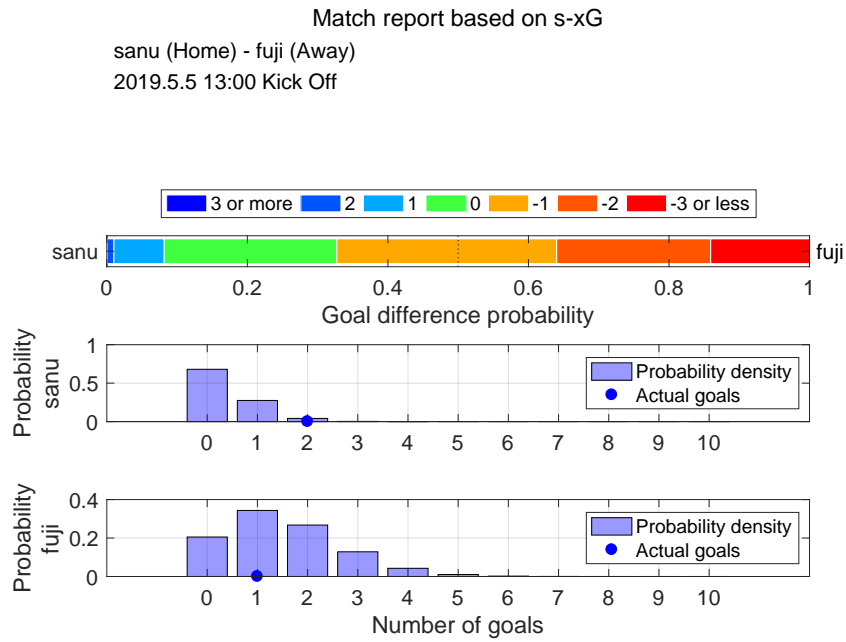 Match report based on s-xG
sanu (Home) - fuji (Away)
2019.5.5 13:00 Kick Off
3 or more 2 1 0 -1 -2 -3 or less
sanu fuji
0 0.2 0.4 0.6 0.8 1
Goal difference probability
Probability
sanu
1
0.5
0
Probability density
Actual goals
0 1 2 3 4 5 6 7 8 9 10
Probability
fuji
0.4
0.2
0
Probability density
Actual goals
0 1 2 3 4 5 6 7 8 9 10
Number of goals